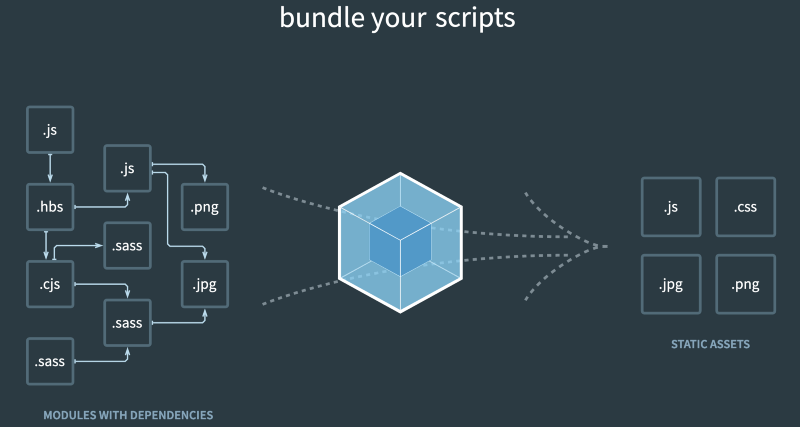 bundle your scripts
.js
.js
.hbs
.png
.sass
.cjs
.jpg
.sass
.sass
MODULES WITH DEPENDENCIES
.js
.css
.jpg
.png
STATIC ASSETS